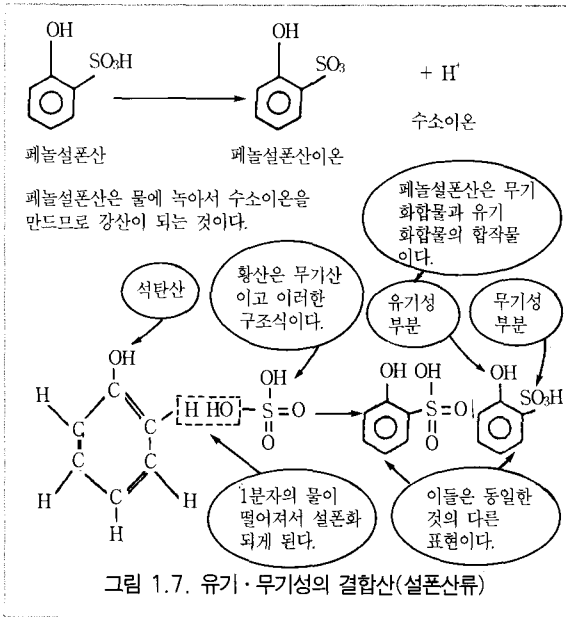 OH
SO₃H
OH
SO₃
+ H⁺
수소이온
페놀설폰산
페놀설폰산이온
페놀설폰산은 물에 녹아서 수소이온을
만드므로 강산이 되는 것이다.
페놀설폰산은 무기
화합물과 유기
화합물의 합작물
이다.
석탄산
황산은 무기산
이고 이러한
구조식이다.
유기성
부분
무기성
부분
OH
H
C
C
C
C
C
C
H
H
H
H HO
OH
S
= O
O
OH OH
S
= O
O
OH
SO₃H
1분자의 물이
떨어져서 설폰화
되게 된다.
이들은 동일한
것의 다른
표현이다.
그림 1.7. 유기 · 무기성의 결합산(설폰산류)